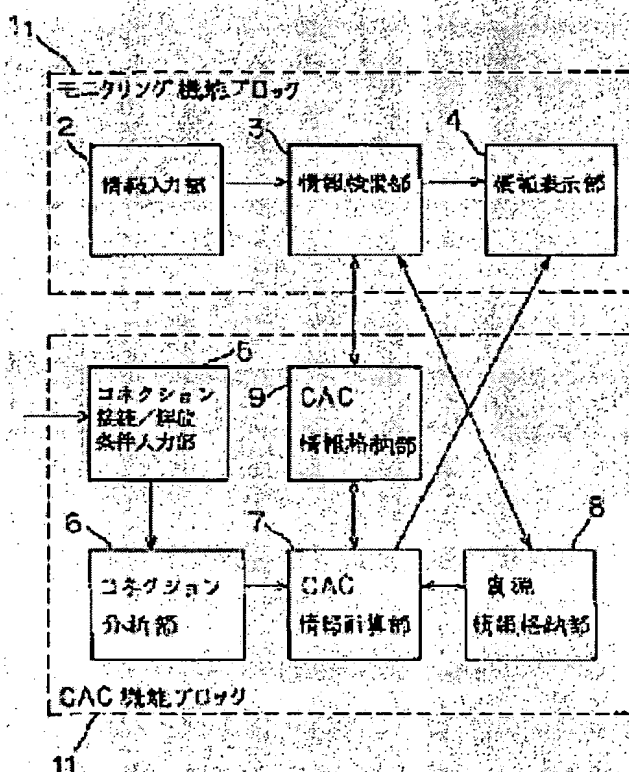 11
モニタリング機能ブロック
2
3
4
情報入力部
情報検索部
情報表示部
5
コネクション
接続/解放
条件入力部
9
CAC
情報格納部
6
7
8
コネクション
分析部
CAC
情報計算部
資源
情報格納部
CAC機能ブロック
11